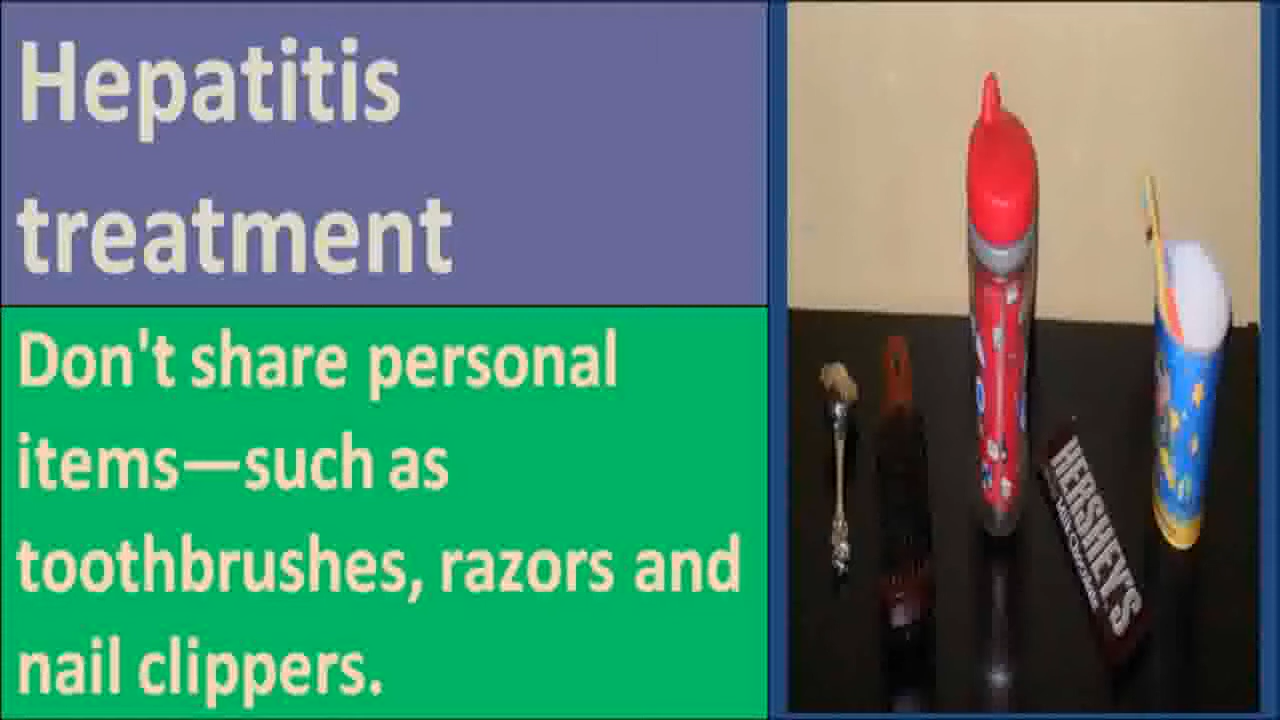 Hepatitis
treatment
Don't share personal
items—such as
toothbrushes, razors and
nail clippers.
HERSHEY'S